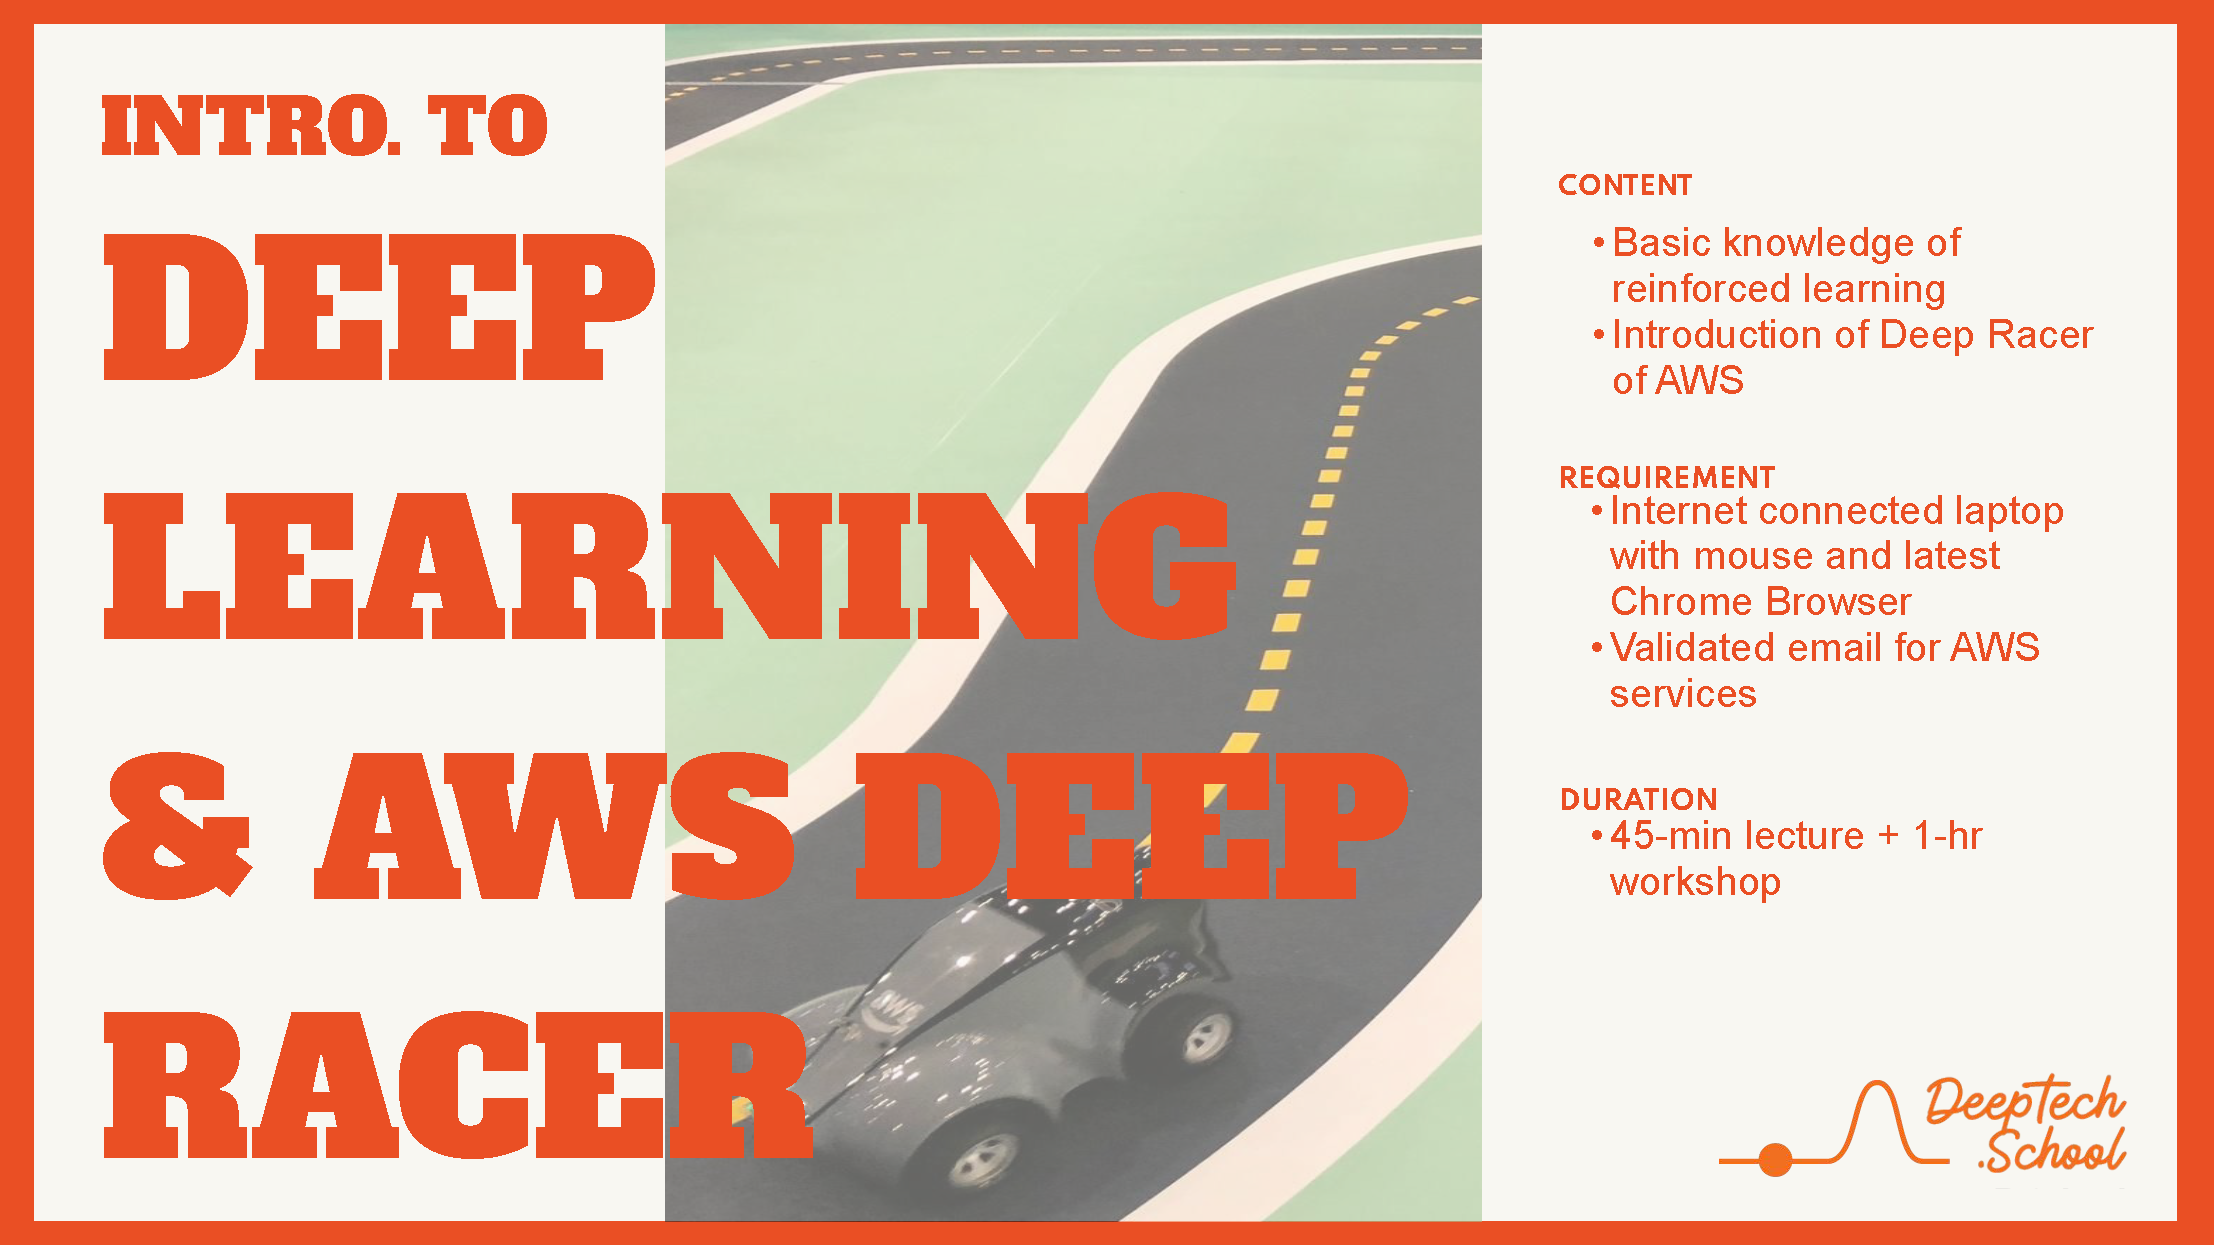 INTRO. TO
DEEP
LEARNING
& AWS DEEP
RACER
CONTENT
• Basic knowledge of
reinforced learning
• Introduction of Deep Racer
of AWS
REQUIREMENT
• Internet connected laptop
with mouse and latest
Chrome Browser
• Validated email for AWS
services
DURATION
• 45-min lecture + 1-hr
workshop
aws
DeepTech
.School